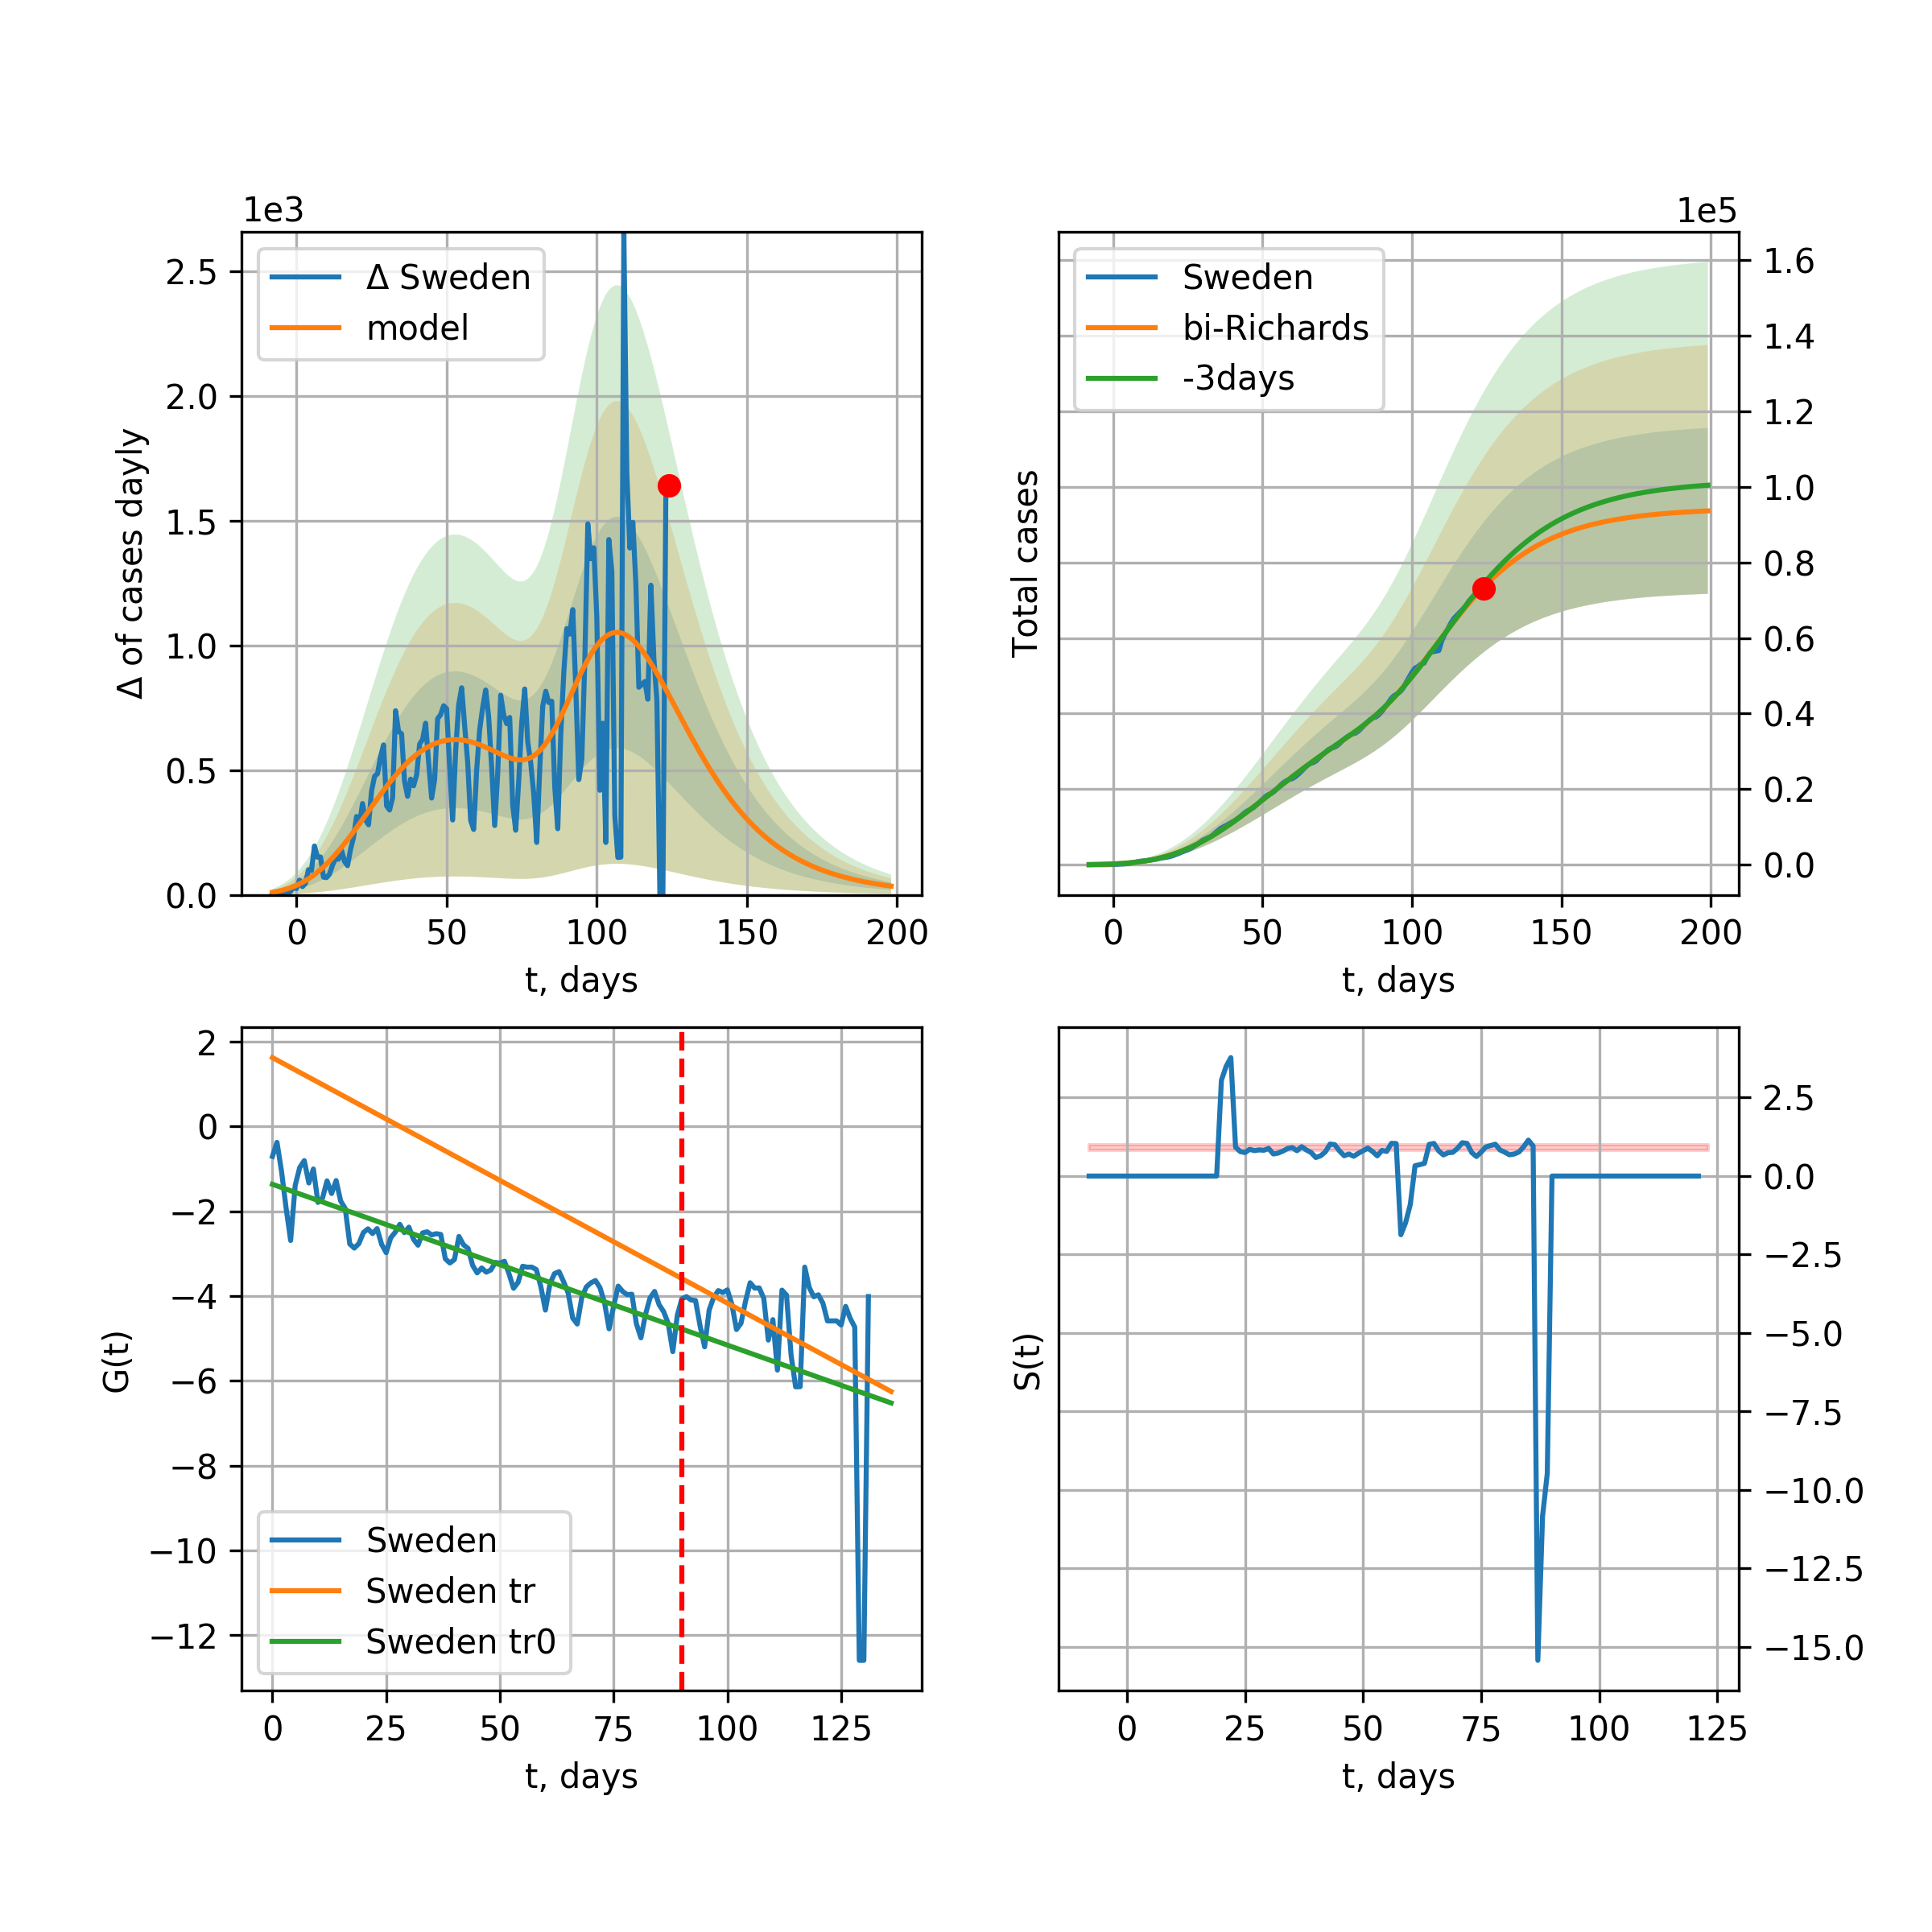 1e3
Δ Sweden
model
2.5
2.0
1.5
1.0
0.5
0.0
Δ of cases dayly
0 50 100 150 200
t, days
1e5
Sweden
bi-Richards
-3days
1.6
1.4
1.2
1.0
0.8
0.6
0.4
0.2
0.0
Total cases
0 50 100 150 200
t, days
2
0
−2
−4
−6
−8
−10
−12
G(t)
Sweden
Sweden tr
Sweden tr0
0 25 50 75 100 125
t, days
2.5
0.0
−2.5
−5.0
−7.5
−10.0
−12.5
−15.0
S(t)
0 25 50 75 100 125
t, days